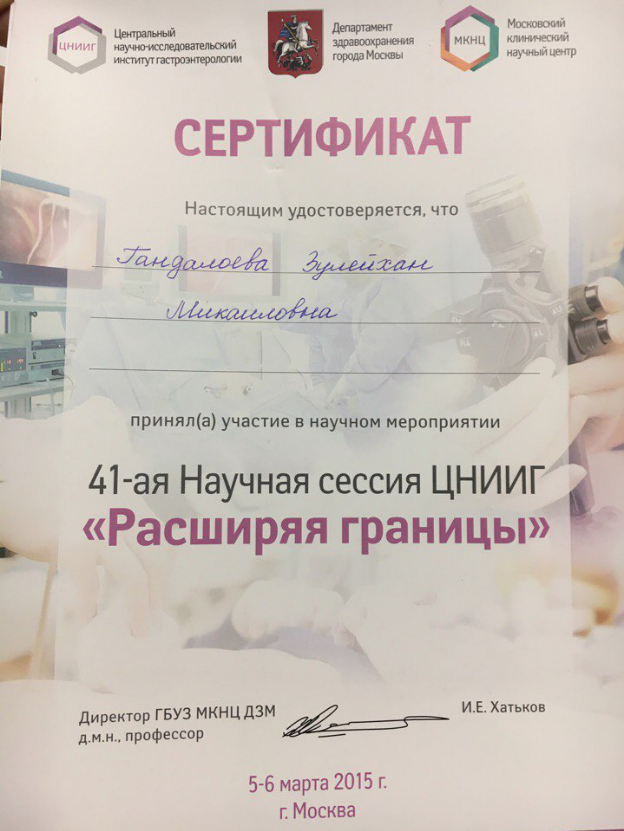 ЦНИИГ
Центральный
научно-исследовательский
институт гастроэнтерологии
Департамент
здравоохранения
города Москвы
МКНЦ
Московский
клинический
научный центр
СЕРТИФИКАТ
Настоящим удостоверяется, что
Гандалоева Зулейхан
Микаиловна
принял(а) участие в научном мероприятии
41-ая Научная сессия ЦНИИГ
«Расширяя границы»
Директор ГБУЗ МКНЦ ДЗМ
д.м.н., профессор
И.Е. Хатьков
5-6 марта 2015 г.
г. Москва